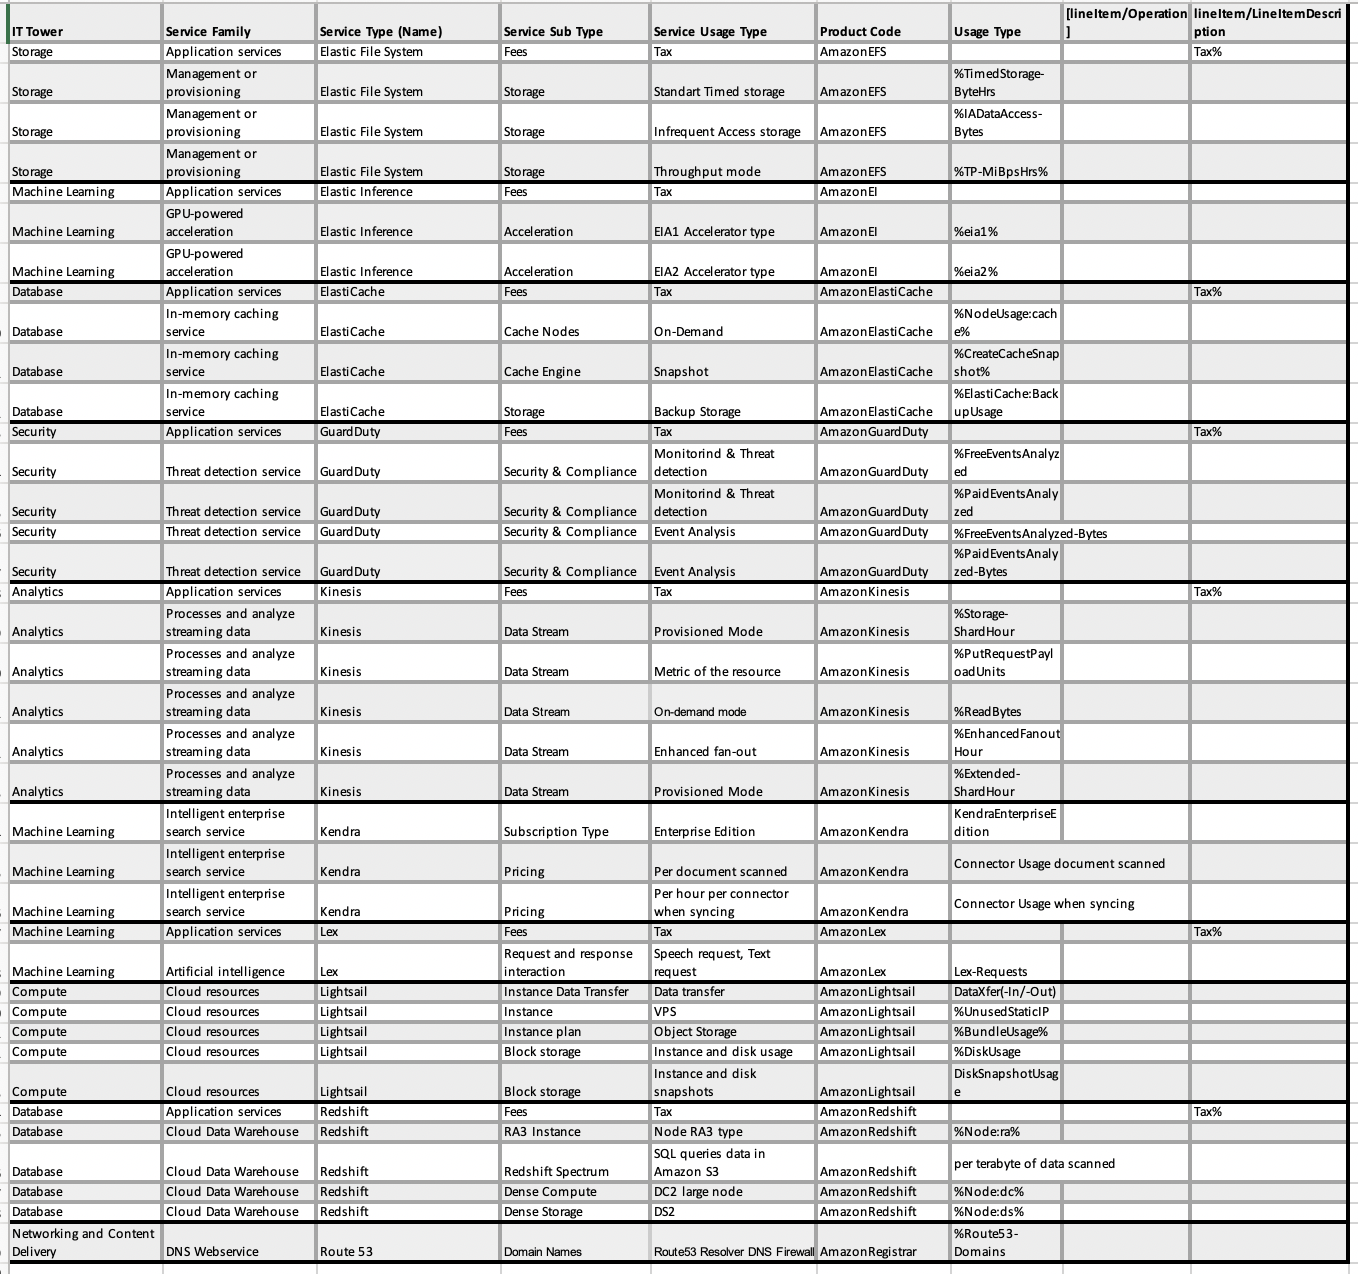 IT Tower Service Family Service Type (Name) Service Sub Type Service Usage Type Product Code Usage Type [lineItem/Operation] lineItem/LineItemDescription
Storage Application services Elastic File System Fees Tax AmazonEFS Tax%
Storage Management or provisioning Elastic File System Storage Standart Timed storage AmazonEFS %TimedStorage-ByteHrs
Storage Management or provisioning Elastic File System Storage Infrequent Access storage AmazonEFS %IADataAccess-Bytes
Storage Management or provisioning Elastic File System Storage Throughput mode AmazonEFS %TP-MiBpsHrs%
Machine Learning Application services Elastic Inference Fees Tax AmazonEI
Machine Learning GPU-powered acceleration Elastic Inference Acceleration EIA1 Accelerator type AmazonEI %eia1%
Machine Learning GPU-powered acceleration Elastic Inference Acceleration EIA2 Accelerator type AmazonEI %eia2%
Database Application services ElastiCache Fees Tax AmazonElastiCache Tax%
Database In-memory caching service ElastiCache Cache Nodes On-Demand AmazonElastiCache %NodeUsage:cache%
Database In-memory caching service ElastiCache Cache Engine Snapshot AmazonElastiCache %CreateCacheSnapshot%
Database In-memory caching service ElastiCache Storage Backup Storage AmazonElastiCache %ElastiCache:BackupUsage
Security Application services GuardDuty Fees Tax AmazonGuardDuty Tax%
Security Threat detection service GuardDuty Security & Compliance Monitorind & Threat detection AmazonGuardDuty %FreeEventsAnalyzed
Security Threat detection service GuardDuty Security & Compliance Monitorind & Threat detection AmazonGuardDuty %PaidEventsAnalyzed
Security Threat detection service GuardDuty Security & Compliance Event Analysis AmazonGuardDuty %FreeEventsAnalyzed-Bytes
Security Threat detection service GuardDuty Security & Compliance Event Analysis AmazonGuardDuty %PaidEventsAnalyzed-Bytes
Analytics Application services Kinesis Fees Tax AmazonKinesis Tax%
Analytics Processes and analyze streaming data Kinesis Data Stream Provisioned Mode AmazonKinesis %Storage-ShardHour
Analytics Processes and analyze streaming data Kinesis Data Stream Metric of the resource AmazonKinesis %PutRequestPayloadUnits
Analytics Processes and analyze streaming data Kinesis Data Stream On-demand mode AmazonKinesis %ReadBytes
Analytics Processes and analyze streaming data Kinesis Data Stream Enhanced fan-out AmazonKinesis %EnhancedFanoutHour
Analytics Processes and analyze streaming data Kinesis Data Stream Provisioned Mode AmazonKinesis %Extended-ShardHour
Machine Learning Intelligent enterprise search service Kendra Subscription Type Enterprise Edition AmazonKendra KendraEnterpriseEdition
Machine Learning Intelligent enterprise search service Kendra Pricing Per document scanned AmazonKendra Connector Usage document scanned
Machine Learning Intelligent enterprise search service Kendra Pricing Per hour per connector when syncing AmazonKendra Connector Usage when syncing
Machine Learning Application services Lex Fees Tax AmazonLex Tax%
Machine Learning Artificial intelligence Lex Request and response interaction Speech request, Text request AmazonLex Lex-Requests
Compute Cloud resources Lightsail Instance Data Transfer Data transfer AmazonLightsail DataXfer(-In/-Out)
Compute Cloud resources Lightsail Instance VPS AmazonLightsail %UnusedStaticIP
Compute Cloud resources Lightsail Instance plan Object Storage AmazonLightsail %BundleUsage%
Compute Cloud resources Lightsail Block storage Instance and disk usage AmazonLightsail %DiskUsage
Compute Cloud resources Lightsail Block storage Instance and disk snapshots AmazonLightsail DiskSnapshotUsage
Database Application services Redshift Fees Tax AmazonRedshift Tax%
Database Cloud Data Warehouse Redshift RA3 Instance Node RA3 type AmazonRedshift %Node:ra%
Database Cloud Data Warehouse Redshift Redshift Spectrum SQL queries data in Amazon S3 AmazonRedshift per terabyte of data scanned
Database Cloud Data Warehouse Redshift Dense Compute DC2 large node AmazonRedshift %Node:dc%
Database Cloud Data Warehouse Redshift Dense Storage DS2 AmazonRedshift %Node:ds%
Networking and Content Delivery DNS Webservice Route 53 Domain Names Route53 Resolver DNS Firewall AmazonRegistrar %Route53-Domains